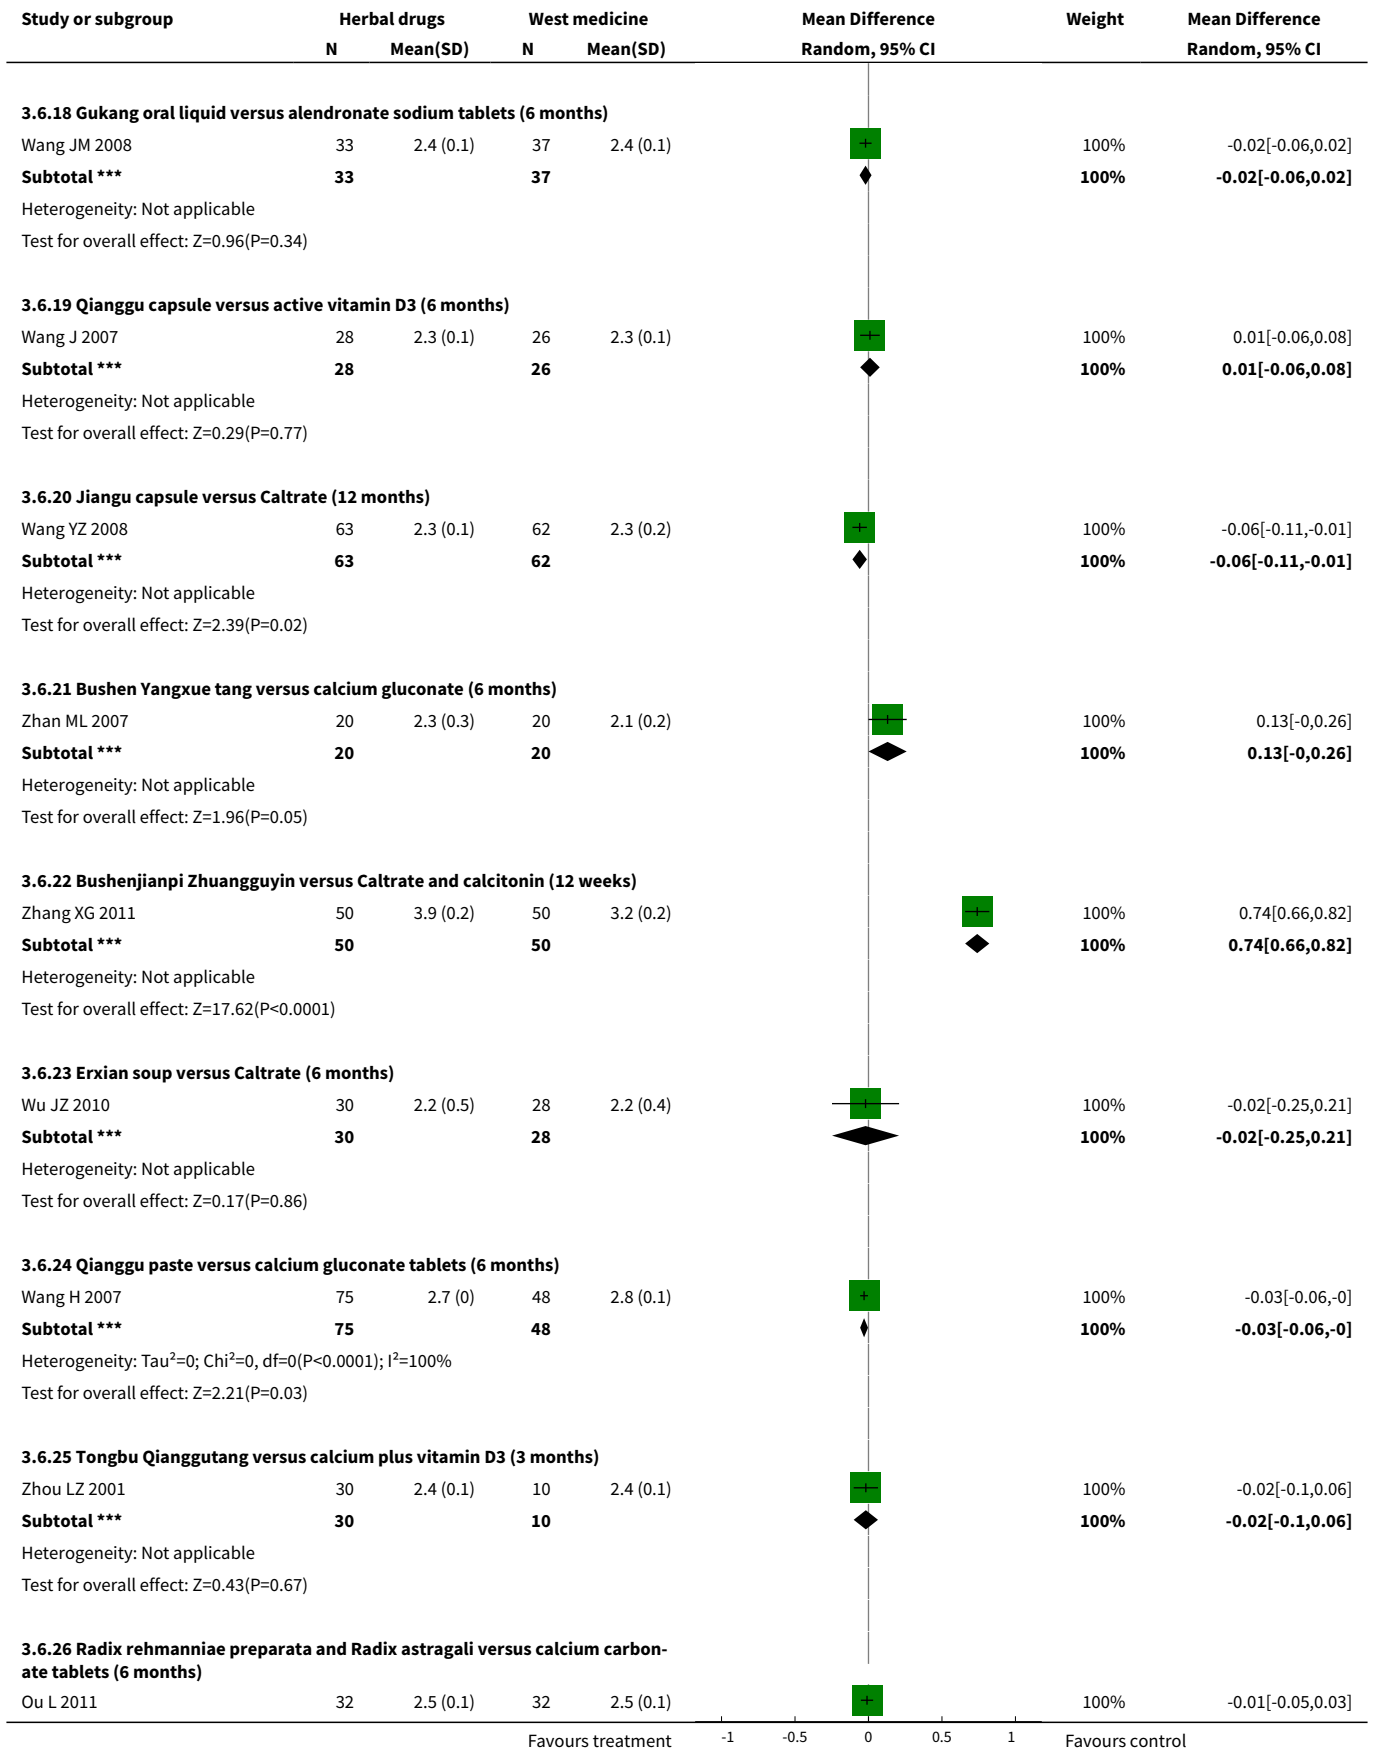 Study or subgroup Herbal drugs West medicine Mean Difference Weight Mean Difference
N Mean(SD) N Mean(SD) Random, 95% CI Random, 95% CI
3.6.18 Gukang oral liquid versus alendronate sodium tablets (6 months)
Wang JM 2008 33 2.4 (0.1) 37 2.4 (0.1) 100% -0.02[-0.06,0.02]
Subtotal *** 33 37 100% -0.02[-0.06,0.02]
Heterogeneity: Not applicable
Test for overall effect: Z=0.96(P=0.34)
3.6.19 Qianggu capsule versus active vitamin D3 (6 months)
Wang J 2007 28 2.3 (0.1) 26 2.3 (0.1) 100% 0.01[-0.06,0.08]
Subtotal *** 28 26 100% 0.01[-0.06,0.08]
Heterogeneity: Not applicable
Test for overall effect: Z=0.29(P=0.77)
3.6.20 Jiangu capsule versus Caltrate (12 months)
Wang YZ 2008 63 2.3 (0.1) 62 2.3 (0.2) 100% -0.06[-0.11,-0.01]
Subtotal *** 63 62 100% -0.06[-0.11,-0.01]
Heterogeneity: Not applicable
Test for overall effect: Z=2.39(P=0.02)
3.6.21 Bushen Yangxue tang versus calcium gluconate (6 months)
Zhan ML 2007 20 2.3 (0.3) 20 2.1 (0.2) 100% 0.13[-0,0.26]
Subtotal *** 20 20 100% 0.13[-0,0.26]
Heterogeneity: Not applicable
Test for overall effect: Z=1.96(P=0.05)
3.6.22 Bushenjianpi Zhuangguyin versus Caltrate and calcitonin (12 weeks)
Zhang XG 2011 50 3.9 (0.2) 50 3.2 (0.2) 100% 0.74[0.66,0.82]
Subtotal *** 50 50 100% 0.74[0.66,0.82]
Heterogeneity: Not applicable
Test for overall effect: Z=17.62(P<0.0001)
3.6.23 Erxian soup versus Caltrate (6 months)
Wu JZ 2010 30 2.2 (0.5) 28 2.2 (0.4) 100% -0.02[-0.25,0.21]
Subtotal *** 30 28 100% -0.02[-0.25,0.21]
Heterogeneity: Not applicable
Test for overall effect: Z=0.17(P=0.86)
3.6.24 Qianggu paste versus calcium gluconate tablets (6 months)
Wang H 2007 75 2.7 (0) 48 2.8 (0.1) 100% -0.03[-0.06,-0]
Subtotal *** 75 48 100% -0.03[-0.06,-0]
Heterogeneity: Tau²=0; Chi²=0, df=0(P<0.0001); I²=100%
Test for overall effect: Z=2.21(P=0.03)
3.6.25 Tongbu Qianggutang versus calcium plus vitamin D3 (3 months)
Zhou LZ 2001 30 2.4 (0.1) 10 2.4 (0.1) 100% -0.02[-0.1,0.06]
Subtotal *** 30 10 100% -0.02[-0.1,0.06]
Heterogeneity: Not applicable
Test for overall effect: Z=0.43(P=0.67)
3.6.26 Radix rehmanniae preparata and Radix astragali versus calcium carbon-
ate tablets (6 months)
Ou L 2011 32 2.5 (0.1) 32 2.5 (0.1) 100% -0.01[-0.05,0.03]
Favours treatment -1 -0.5 0 0.5 1 Favours control